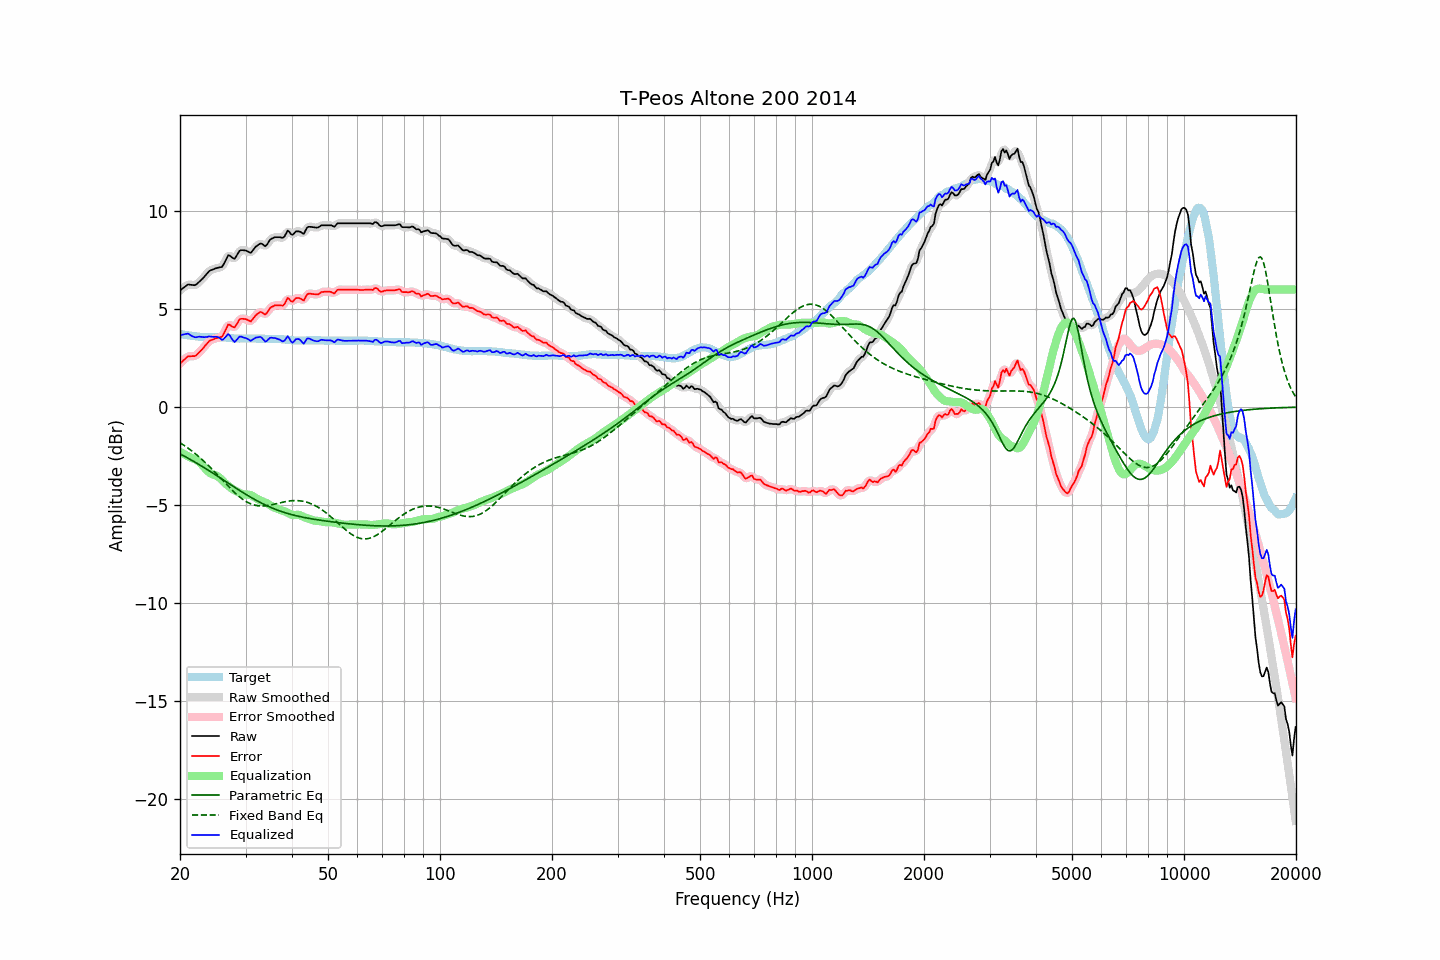 T-Peos Altone 200 2014
Amplitude (dBr)
10
5
0
−5
−10
−15
−20
Target
Raw Smoothed
Error Smoothed
Raw
Error
Equalization
Parametric Eq
Fixed Band Eq
Equalized
20 50 100 200 500 1000 2000 5000 10000 20000
Frequency (Hz)